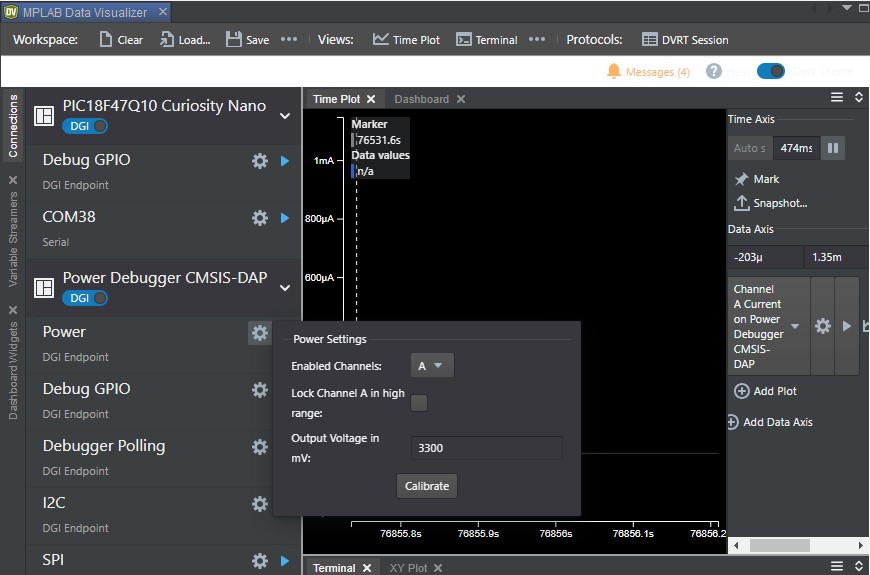 MPLAB Data Visualizer
Workspace: Clear Load... Save Views: Time Plot Terminal Protocols: DVRT Session
Messages (4)
Connections
Variable Streamers
Dashboard Widgets
PIC18F47Q10 Curiosity Nano
DGI
Debug GPIO
DGI Endpoint
COM38
Serial
Power Debugger CMSIS-DAP
DGI
Power
DGI Endpoint
Debug GPIO
DGI Endpoint
Debugger Polling
DGI Endpoint
I2C
DGI Endpoint
SPI
Time Plot Dashboard
Marker
76531.6s
Data values
n/a
1mA
800µA
600µA
76855.8s 76855.9s 76856s 76856.1s 76856.2
Power Settings
Enabled Channels: A
Lock Channel A in high
range:
Output Voltage in
mV:
3300
Calibrate
Time Axis
Auto s 474ms
Mark
Snapshot...
Data Axis
-203µ 1.35m
Channel
A Current
on Power
Debugger
CMSIS-
DAP
Add Plot
Add Data Axis
Terminal XY Plot